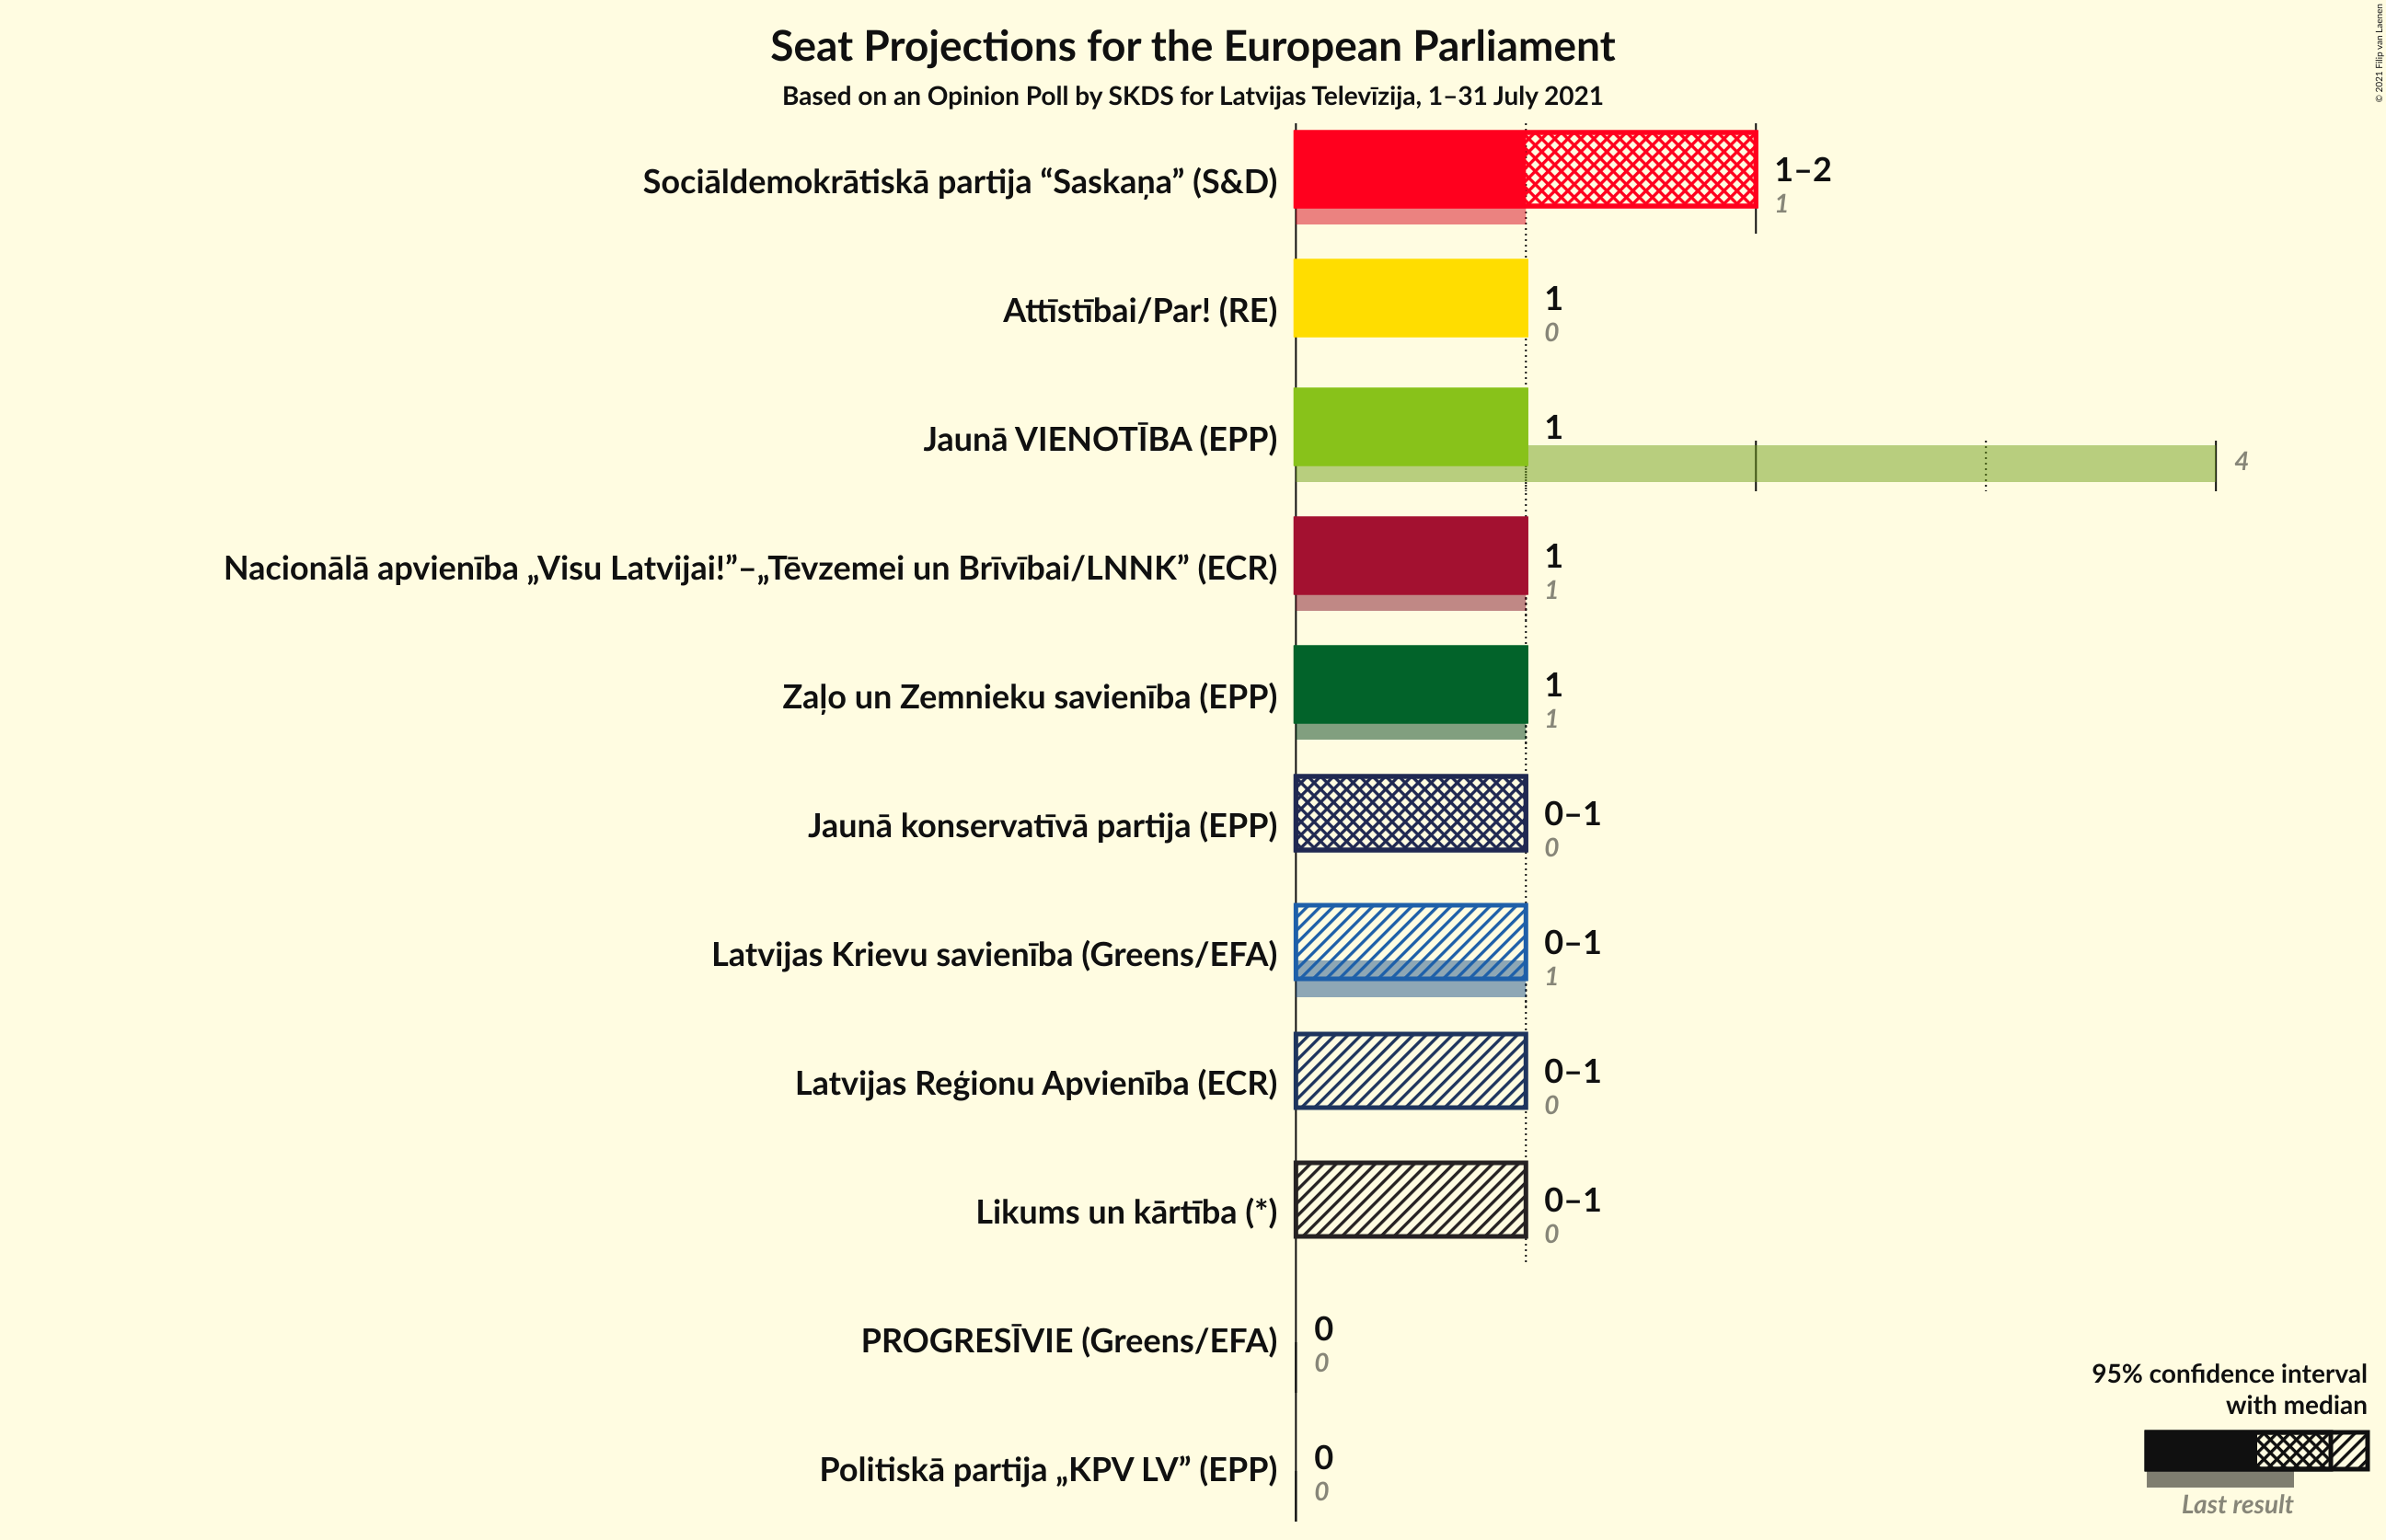 Seat Projections for the European Parliament
Based on an Opinion Poll by SKDS for Latvijas Televīzija, 1–31 July 2021
© 2021 Filip van Laenen
Sociāldemokrātiskā partija “Saskaņa” (S&D)
1–2
1
Attīstībai/Par! (RE)
1
0
Jaunā VIENOTĪBA (EPP)
1
4
Nacionālā apvienība „Visu Latvijai!”–„Tēvzemei un Brīvībai/LNNK” (ECR)
1
1
Zaļo un Zemnieku savienība (EPP)
1
1
Jaunā konservatīvā partija (EPP)
0–1
0
Latvijas Krievu savienība (Greens/EFA)
0–1
1
Latvijas Reģionu Apvienība (ECR)
0–1
0
Likums un kārtība (*)
0–1
0
PROGRESĪVIE (Greens/EFA)
0
0
Politiskā partija „KPV LV” (EPP)
0
0
95% confidence interval
with median
Last result